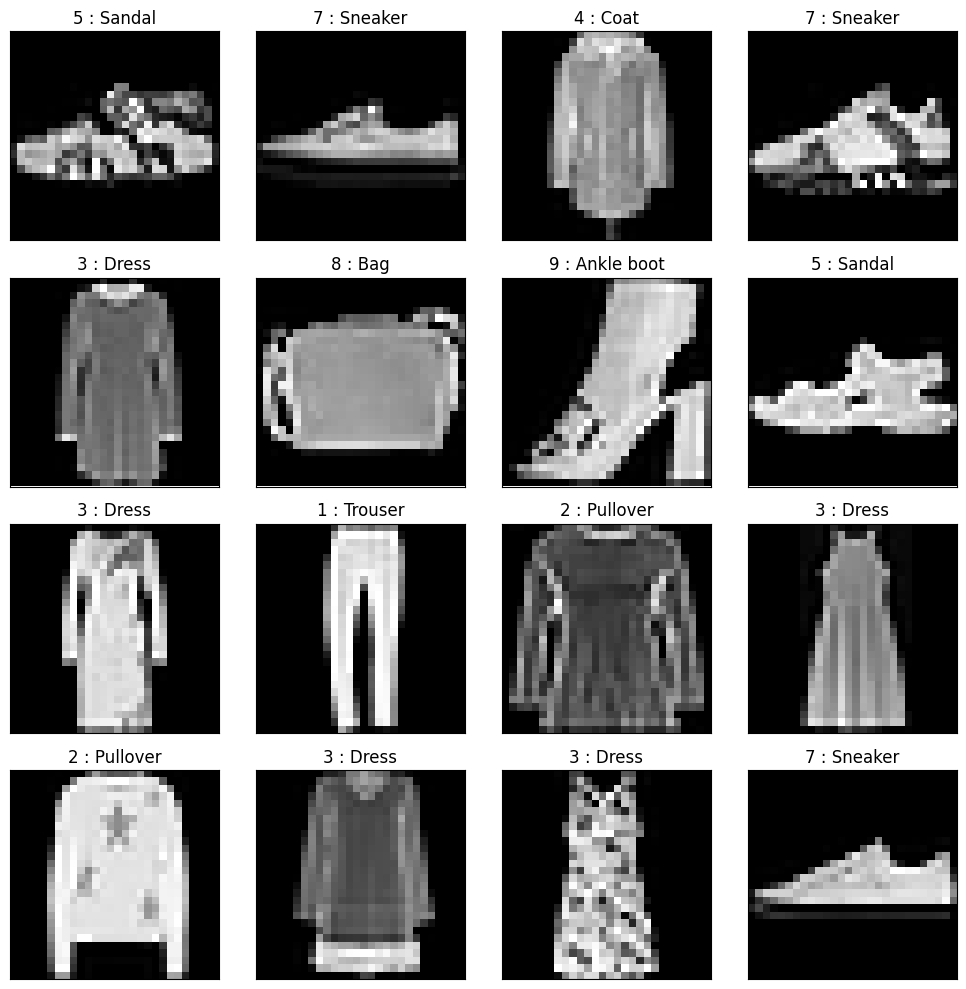 5 : Sandal
7 : Sneaker
4 : Coat
7 : Sneaker
3 : Dress
8 : Bag
9 : Ankle boot
5 : Sandal
3 : Dress
1 : Trouser
2 : Pullover
3 : Dress
2 : Pullover
3 : Dress
3 : Dress
7 : Sneaker